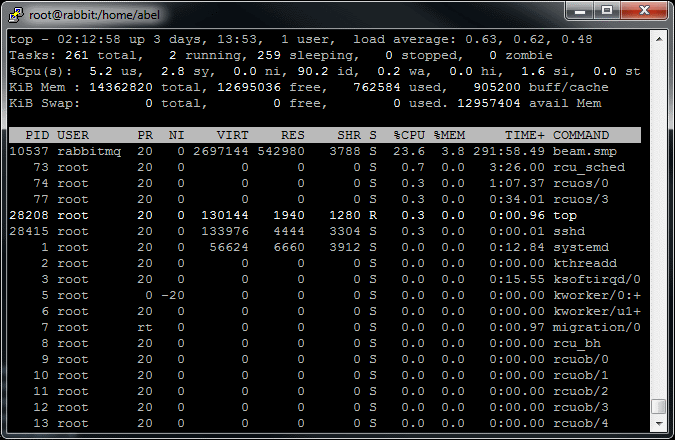 root@rabbit:/home/abel
top - 02:12:58 up 3 days, 13:53,  1 user,  load average: 0.63, 0.62, 0.48
Tasks: 261 total,   2 running, 259 sleeping,   0 stopped,   0 zombie
%Cpu(s):  5.2 us,  2.8 sy,  0.0 ni, 90.2 id,  0.2 wa,  0.0 hi,  1.6 si,  0.0 st
KiB Mem : 14362820 total, 12695036 free,   762584 used,   905200 buff/cache
KiB Swap:        0 total,        0 free,        0 used. 12957404 avail Mem
  PID USER      PR  NI    VIRT    RES    SHR S  %CPU %MEM     TIME+ COMMAND
10537 rabbitmq  20   0 2697144 542980   3788 S  23.6  3.8 291:58.49 beam.smp
   73 root      20   0       0      0      0 S   0.7  0.0   3:26.00 rcu_sched
   74 root      20   0       0      0      0 S   0.3  0.0   1:07.37 rcuos/0
   77 root      20   0       0      0      0 S   0.3  0.0   0:34.01 rcuos/3
28208 root      20   0  130144   1940   1280 R   0.3  0.0   0:00.96 top
28415 root      20   0  133976   4444   3304 S   0.3  0.0   0:00.01 sshd
    1 root      20   0   56624   6660   3912 S   0.0  0.0   0:12.84 systemd
    2 root      20   0       0      0      0 S   0.0  0.0   0:00.00 kthreadd
    3 root      20   0       0      0      0 S   0.0  0.0   0:15.55 ksoftirqd/0
    5 root       0 -20       0      0      0 S   0.0  0.0   0:00.00 kworker/0:+
    6 root      20   0       0      0      0 S   0.0  0.0   0:00.00 kworker/u1+
    7 root      rt   0       0      0      0 S   0.0  0.0   0:00.97 migration/0
    8 root      20   0       0      0      0 S   0.0  0.0   0:00.00 rcu_bh
    9 root      20   0       0      0      0 S   0.0  0.0   0:00.00 rcuob/0
   10 root      20   0       0      0      0 S   0.0  0.0   0:00.00 rcuob/1
   11 root      20   0       0      0      0 S   0.0  0.0   0:00.00 rcuob/2
   12 root      20   0       0      0      0 S   0.0  0.0   0:00.00 rcuob/3
   13 root      20   0       0      0      0 S   0.0  0.0   0:00.00 rcuob/4